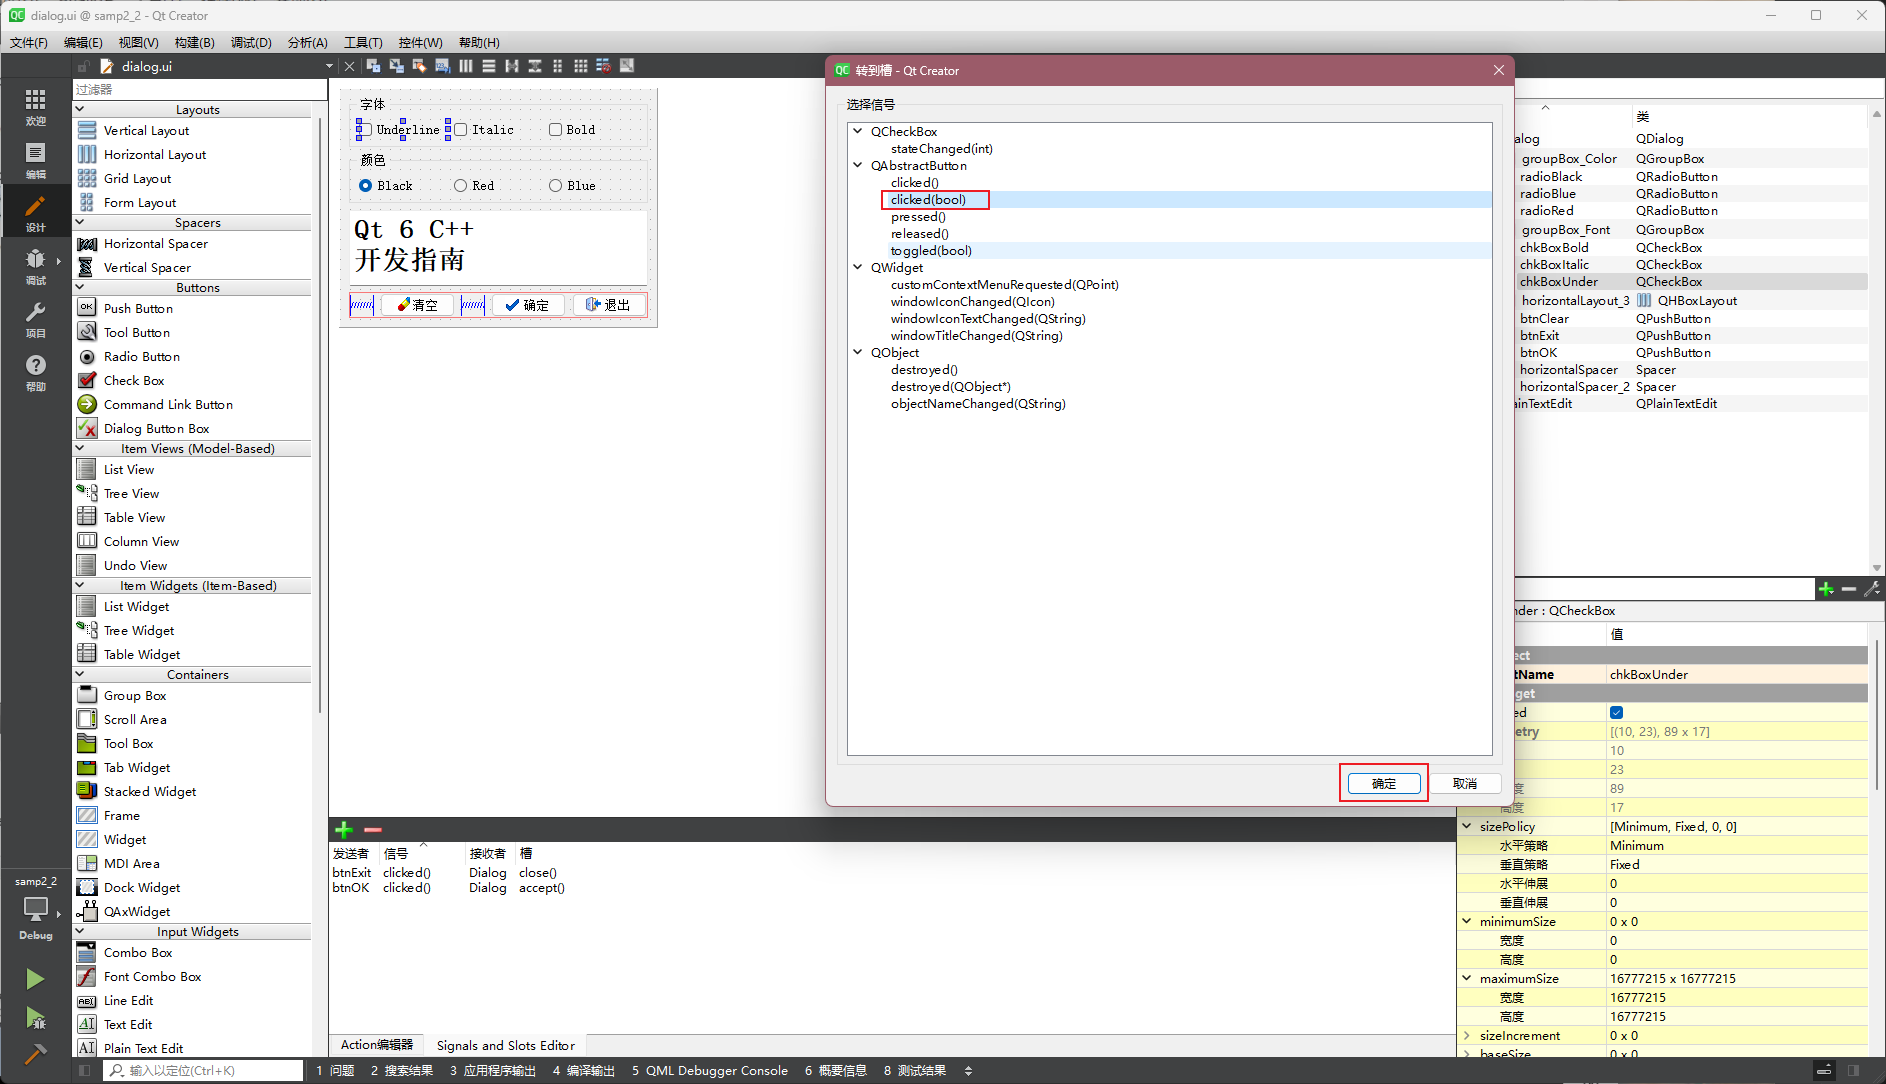 dialog.ui @ samp2_2 - Qt Creator
文件(F) 编辑(E) 视图(V) 构建(B) 调试(D) 分析(A) 工具(T) 控件(W) 帮助(H)
dialog.ui
欢迎
编辑
设计
调试
项目
帮助
samp2_2
Debug
过滤器
Layouts
Vertical Layout
Horizontal Layout
Grid Layout
Form Layout
Spacers
Horizontal Spacer
Vertical Spacer
Buttons
Push Button
Tool Button
Radio Button
Check Box
Command Link Button
Dialog Button Box
Item Views (Model-Based)
List View
Tree View
Table View
Column View
Undo View
Item Widgets (Item-Based)
List Widget
Tree Widget
Table Widget
Containers
Group Box
Scroll Area
Tool Box
Tab Widget
Stacked Widget
Frame
Widget
MDI Area
Dock Widget
QAxWidget
Input Widgets
Combo Box
Font Combo Box
Line Edit
Text Edit
Plain Text Edit
字体
Underline Italic Bold
颜色
Black Red Blue
Qt 6 C++
开发指南
清空 确定 退出
转到槽 - Qt Creator
选择信号
QCheckBox
stateChanged(int)
QAbstractButton
clicked()
clicked(bool)
pressed()
released()
toggled(bool)
QWidget
customContextMenuRequested(QPoint)
windowIconChanged(QIcon)
windowIconTextChanged(QString)
windowTitleChanged(QString)
QObject
destroyed()
destroyed(QObject*)
objectNameChanged(QString)
确定 取消
类
alog QDialog
groupBox_Color QGroupBox
radioBlack QRadioButton
radioBlue QRadioButton
radioRed QRadioButton
groupBox_Font QGroupBox
chkBoxBold QCheckBox
chkBoxItalic QCheckBox
chkBoxUnder QCheckBox
horizontalLayout_3 QHBoxLayout
btnClear QPushButton
btnExit QPushButton
btnOK QPushButton
horizontalSpacer Spacer
horizontalSpacer_2 Spacer
ainTextEdit QPlainTextEdit
nder : QCheckBox
值
ect
tName chkBoxUnder
get
ed
etry [(10, 23), 89 x 17]
10
23
度 89
高度 17
sizePolicy [Minimum, Fixed, 0, 0]
水平策略 Minimum
垂直策略 Fixed
水平伸展 0
垂直伸展 0
minimumSize 0 x 0
宽度 0
高度 0
maximumSize 16777215 x 16777215
宽度 16777215
高度 16777215
sizeIncrement 0 x 0
baseSize 0 x 0
发送者 信号 接收者 槽
btnExit clicked() Dialog close()
btnOK clicked() Dialog accept()
Action编辑器 Signals and Slots Editor
输入以定位(Ctrl+K) 1 问题 2 搜索结果 3 应用程序输出 4 编译输出 5 QML Debugger Console 6 概要信息 8 测试结果